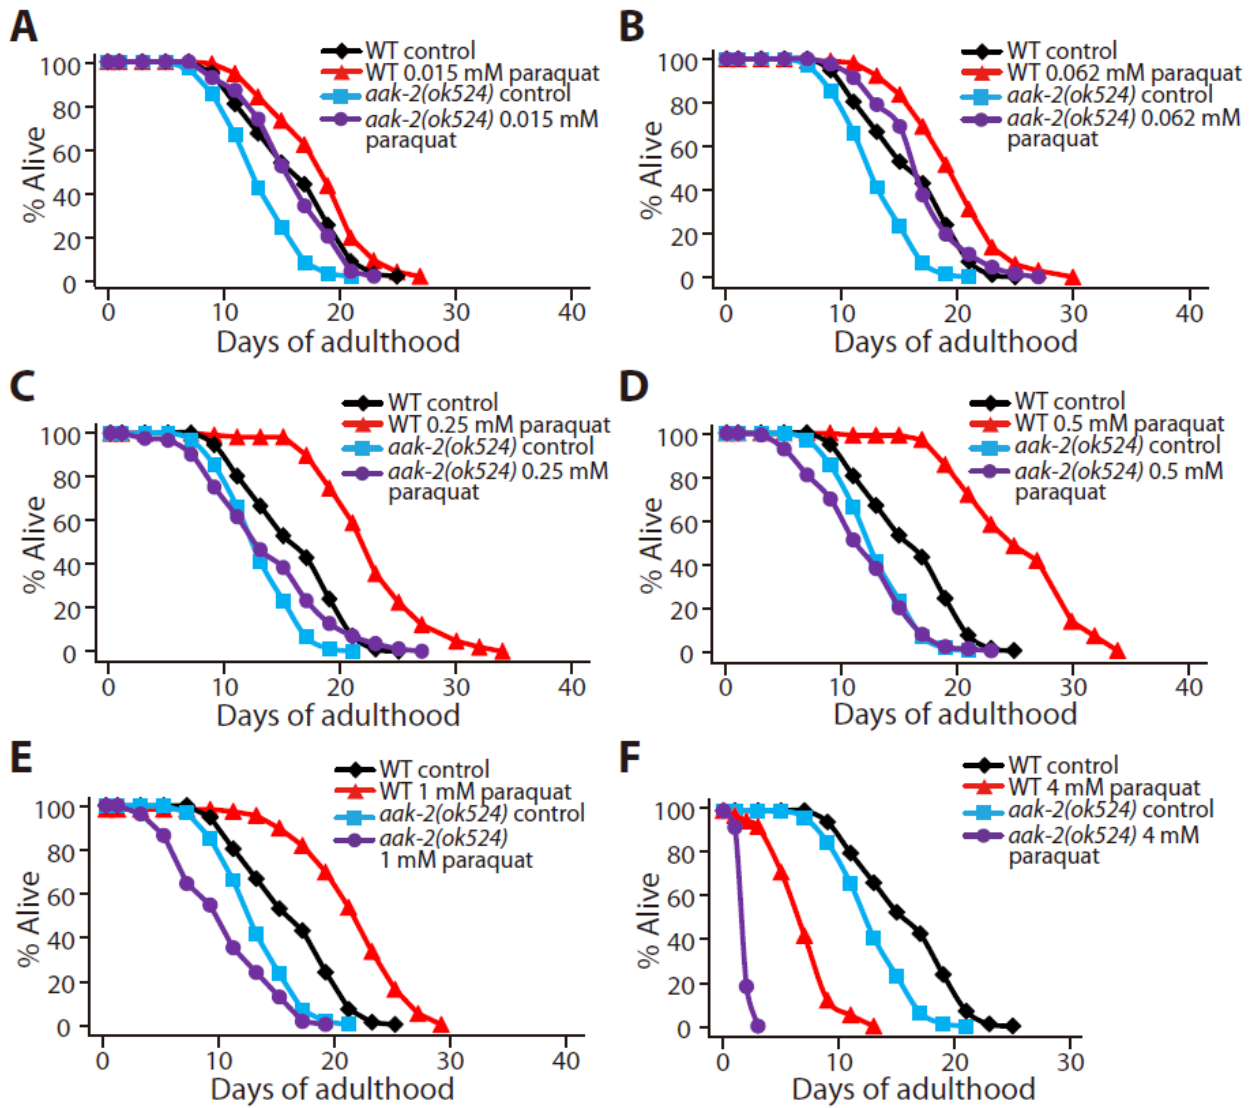 A
WT control
WT 0.015 mM paraquat
aak-2(ok524) control
aak-2(ok524) 0.015 mM
paraquat
% Alive
100
80
60
40
20
0
0 10 20 30 40
Days of adulthood
B
WT control
WT 0.062 mM paraquat
aak-2(ok524) control
aak-2(ok524) 0.062 mM
paraquat
% Alive
100
80
60
40
20
0
0 10 20 30 40
Days of adulthood
C
WT control
WT 0.25 mM paraquat
aak-2(ok524) control
aak-2(ok524) 0.25 mM
paraquat
% Alive
100
80
60
40
20
0
0 10 20 30 40
Days of adulthood
D
WT control
WT 0.5 mM paraquat
aak-2(ok524) control
aak-2(ok524) 0.5 mM
paraquat
% Alive
100
80
60
40
20
0
0 10 20 30 40
Days of adulthood
E
WT control
WT 1 mM paraquat
aak-2(ok524) control
aak-2(ok524)
1 mM paraquat
% Alive
100
80
60
40
20
0
0 10 20 30 40
Days of adulthood
F
WT control
WT 4 mM paraquat
aak-2(ok524) control
aak-2(ok524) 4 mM
paraquat
% Alive
100
80
60
40
20
0
0 10 20 30
Days of adulthood